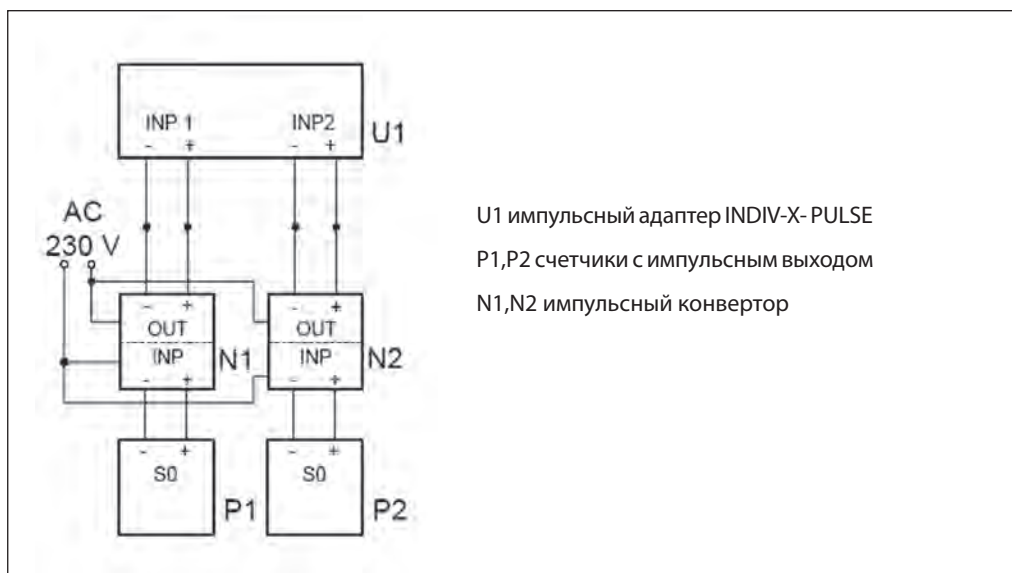 INP 1 INP2
- + - +
U1
AC
230 V
- + - +
OUT OUT
INP INP
N1 N2
- + - +
- + - +
S0 S0
P1 P2
U1 импульсный адаптер INDIV-X- PULSE
P1,P2 счетчики с импульсным выходом
N1,N2 импульсный конвертор